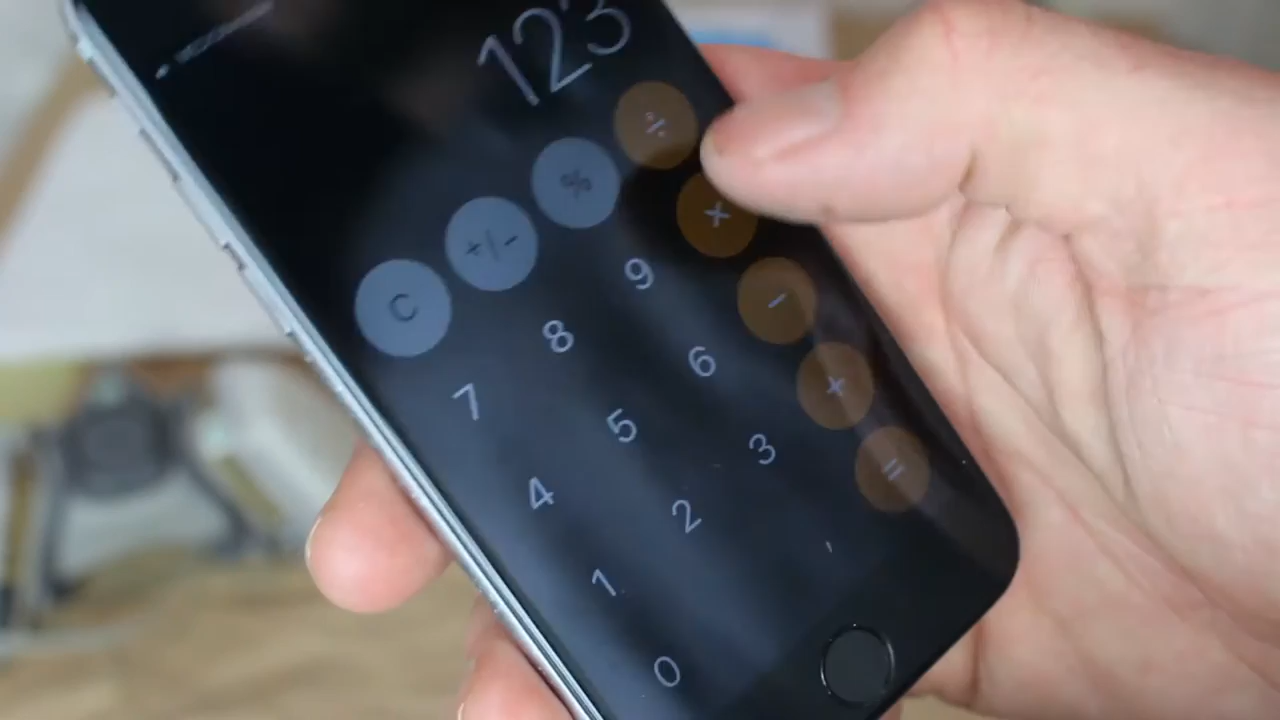 123
C +/- % ÷
7 8 9 ×
4 5 6 −
1 2 3 +
0 , =